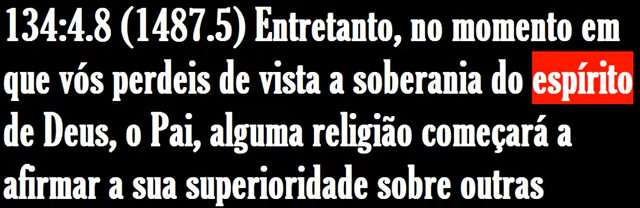 134:4.8 (1487.5) Entretanto, no momento em
que vós perdeis de vista a soberania do espírito
de Deus, o Pai, alguma religião começará a
afirmar a sua superioridade sobre outras